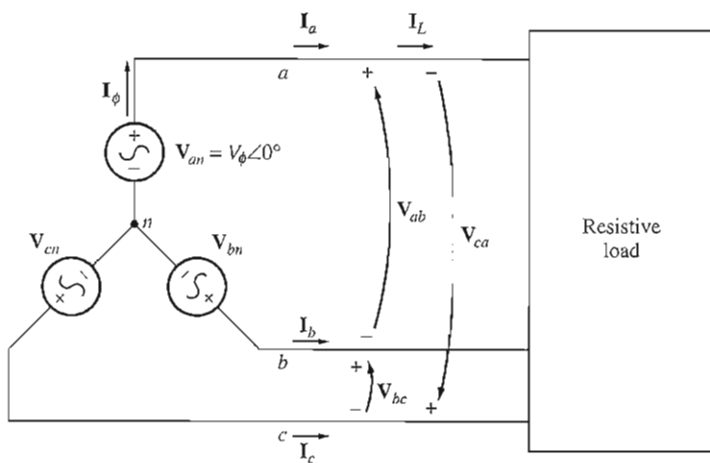 I_a
I_L
a
+
−
I_ϕ
+
−
V_an = V_ϕ∠0°
n
V_cn
V_bn
−
+
−
+
V_ab
V_ca
Resistive
load
I_b
−
b
+
−
V_bc
+
c
I_c